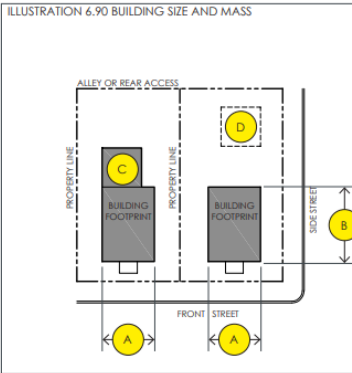 ILLUSTRATION 6.90 BUILDING SIZE AND MASS
ALLEY OR REAR ACCESS
D
C
PROPERTY LINE
PROPERTY LINE
BUILDING
FOOTPRINT
BUILDING
FOOTPRINT
SIDE STREET
B
FRONT STREET
A
A